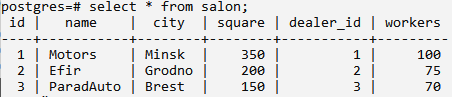 postgres=# select * from salon;
 id |   name    |  city  | square | dealer_id | workers
----+-----------+--------+--------+-----------+---------
  1 | Motors    | Minsk  |    350 |         1 |     100
  2 | Efir      | Grodno |    200 |         2 |      75
  3 | ParadAuto | Brest  |    150 |         3 |      70